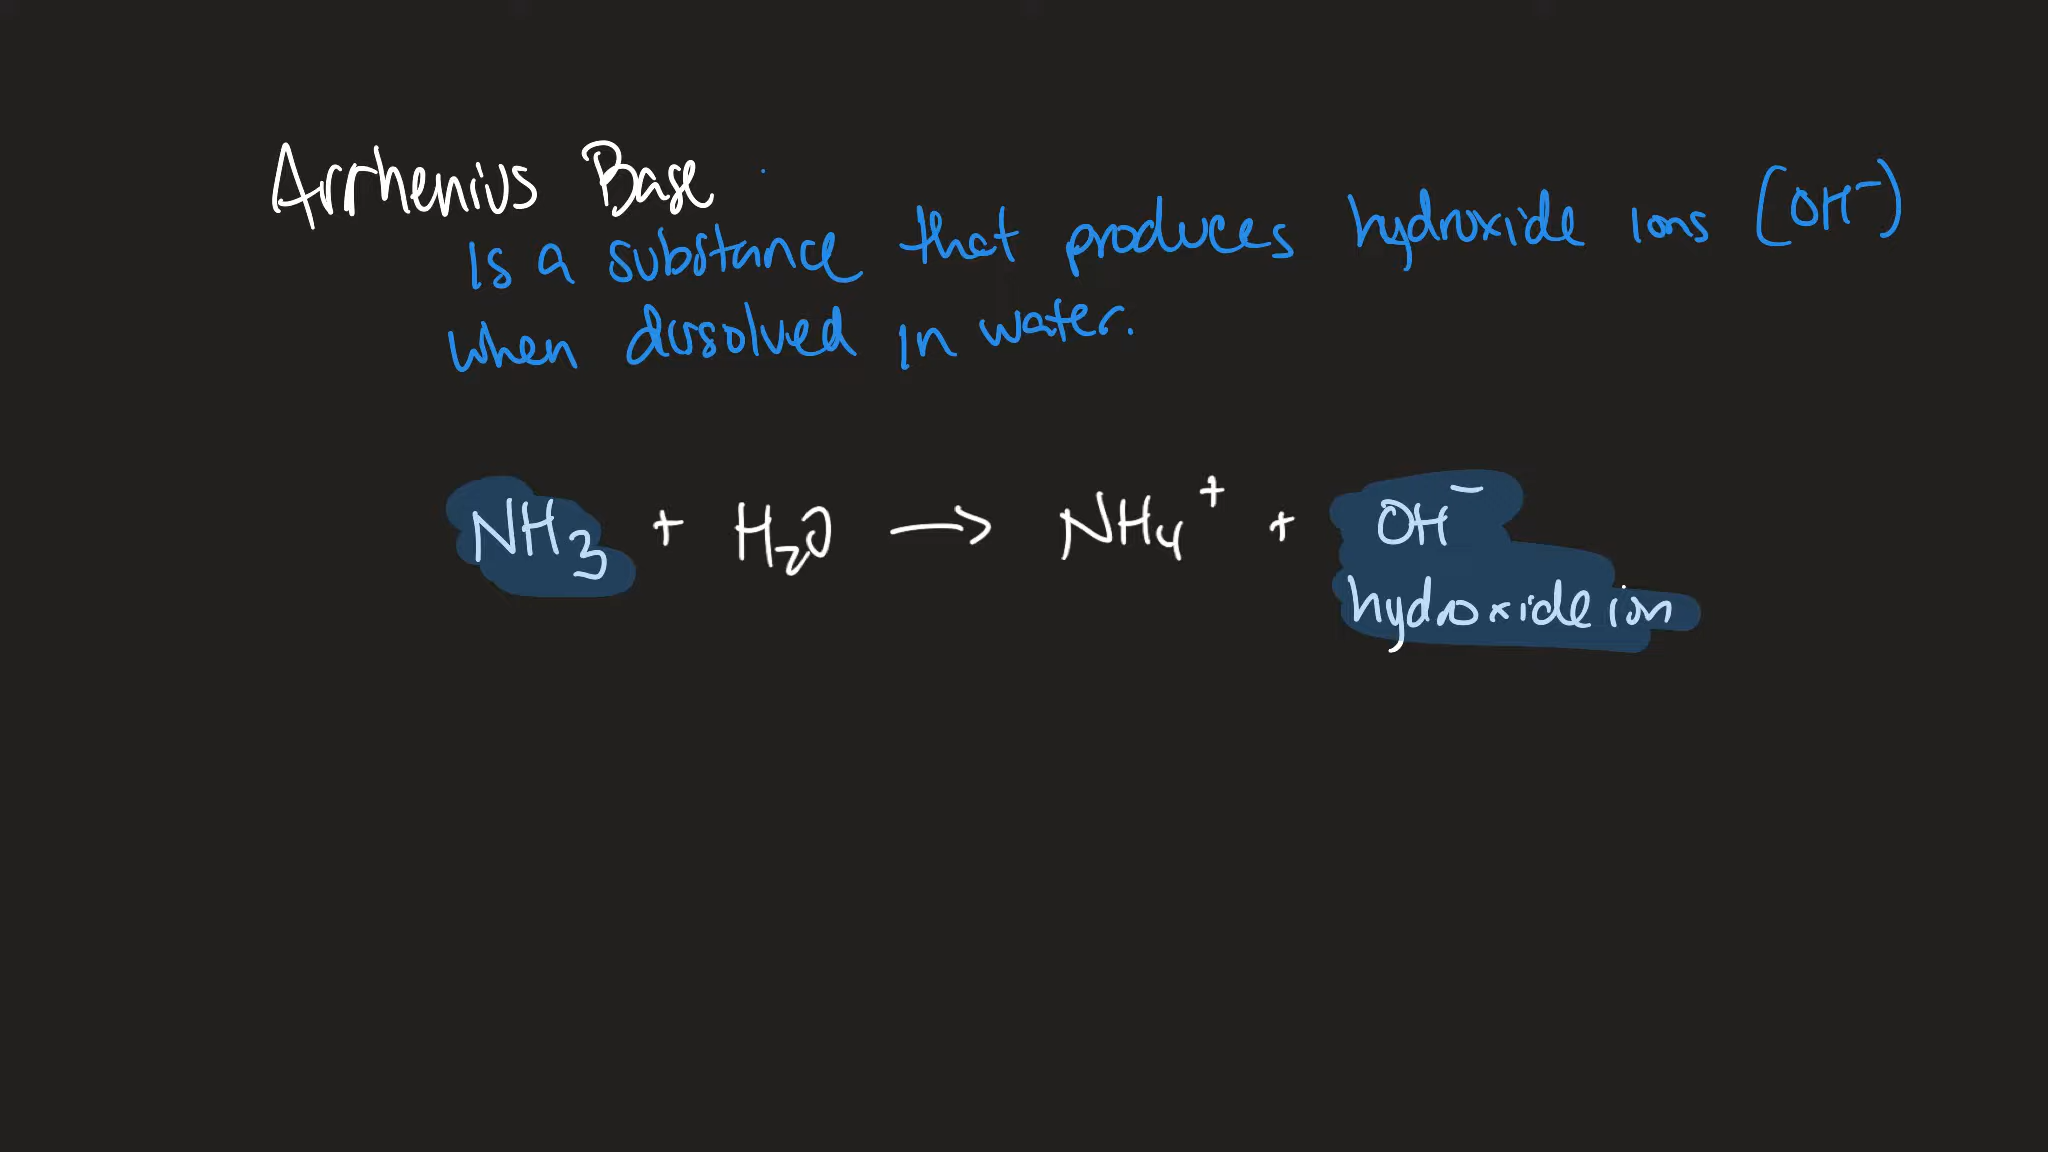 Arrhenius Base
Is a substance that produces hydroxide ions (OH⁻)
when dissolved in water.
NH₃ + H₂O → NH₄⁺ + OH⁻
hydroxide ion